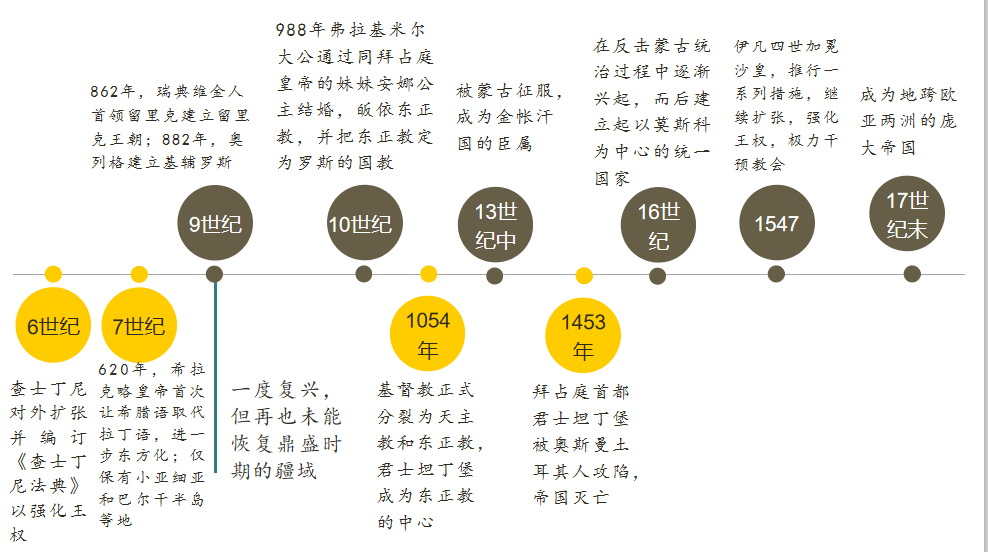 862年，瑞典维金人
首领留里克建立留里
克王朝；882年，奥
列格建立基辅罗斯
988年弗拉基米尔
大公通过同拜占庭
皇帝的妹妹安娜公
主结婚，皈依东正
教，并把东正教定
为罗斯的国教
被蒙古征服，
成为金帐汗
国的臣属
在反击蒙古统
治过程中逐渐
兴起，而后建
立起以莫斯科
为中心的统一
国家
伊凡四世加冕
沙皇，推行一
系列措施，继
续扩张，强化
王权，极力干
预教会
成为地跨欧
亚两洲的庞
大帝国
9世纪
10世纪
13世
纪中
16世
纪
1547
17世
纪末
6世纪
7世纪
1054
年
1453
年
查士丁尼
对外扩张
并编订
《查士丁
尼法典》
以强化王
权
620年，希拉
克略皇帝首次
让希腊语取代
拉丁语，进一
步东方化；仅
保有小亚细亚
和巴尔干半岛
等地
一度复兴，
但再也未能
恢复鼎盛时
期的疆域
基督教正式
分裂为天主
教和东正教，
君士坦丁堡
成为东正教
的中心
拜占庭首都
君士坦丁堡
被奥斯曼土
耳其人攻陷，
帝国灭亡